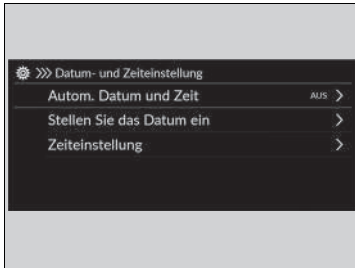 Datum- und Zeiteinstellung
Autom. Datum und Zeit AUS
Stellen Sie das Datum ein
Zeiteinstellung